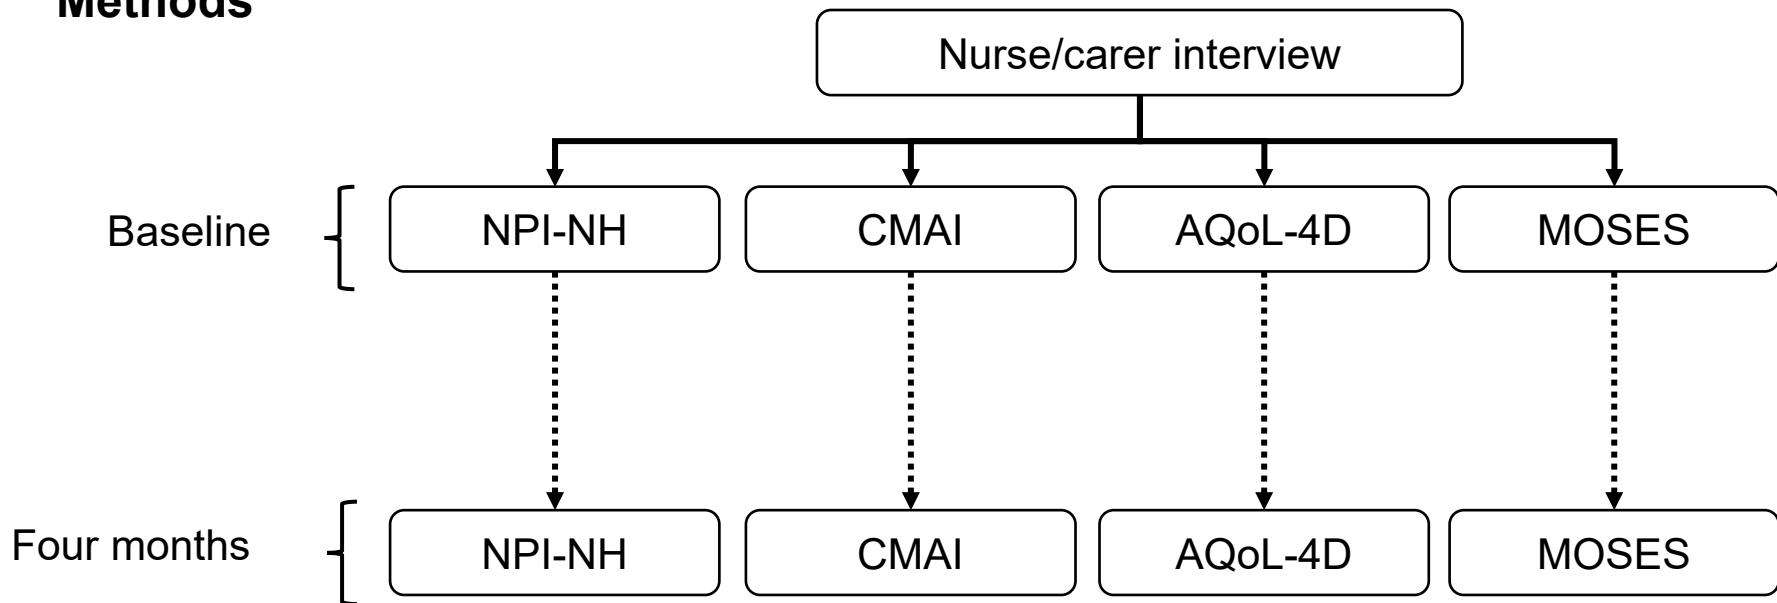 Methods
Nurse/carer interview
Baseline
NPI-NH
CMAI
AQoL-4D
MOSES
Four months
NPI-NH
CMAI
AQoL-4D
MOSES